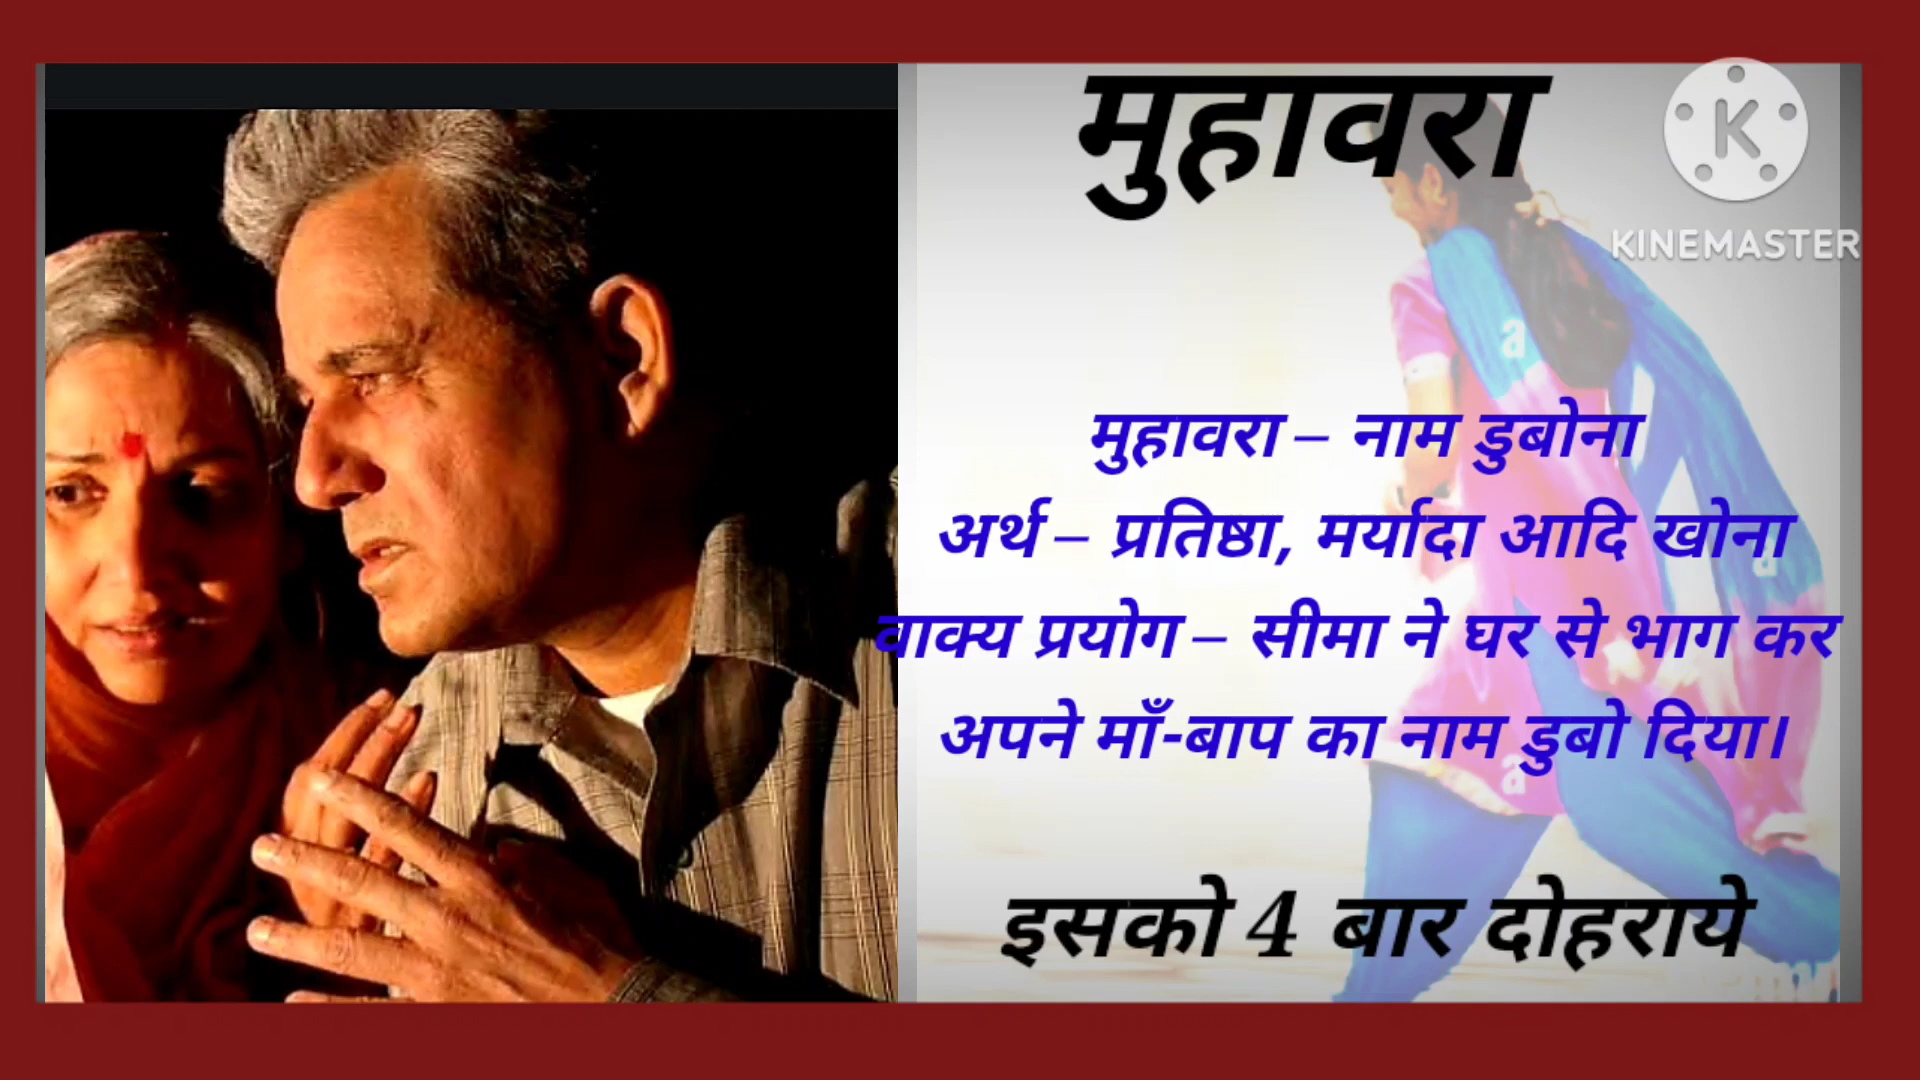 मुहावरा
KINEMASTER
मुहावरा – नाम डुबोना
अर्थ – प्रतिष्ठा, मर्यादा आदि खोना
वाक्य प्रयोग – सीमा ने घर से भाग कर
अपने माँ-बाप का नाम डुबो दिया।
इसको 4 बार दोहराये